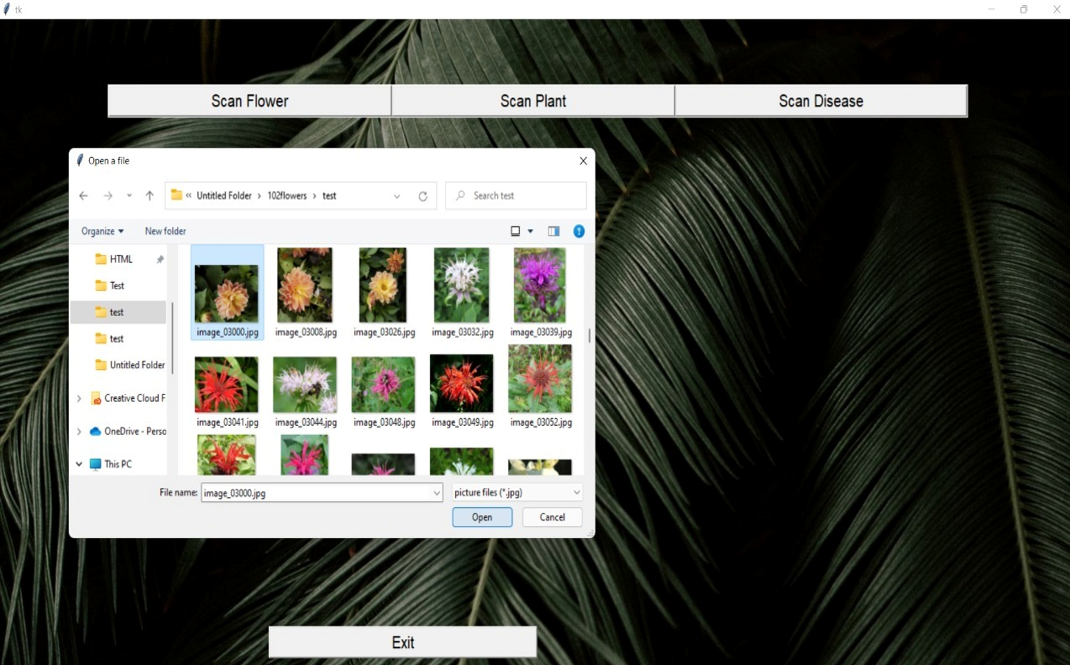 tk
Scan Flower Scan Plant Scan Disease
Open a file
« Untitled Folder › 102flowers › test
Search test
Organize New folder
HTML
Test
test
test
Untitled Folder
Creative Cloud F
OneDrive - Perso
This PC
image_03000.jpg image_03008.jpg image_03026.jpg image_03032.jpg image_03039.jpg
image_03041.jpg image_03044.jpg image_03048.jpg image_03049.jpg image_03052.jpg
File name: image_03000.jpg picture files (*.jpg)
Open Cancel
Exit